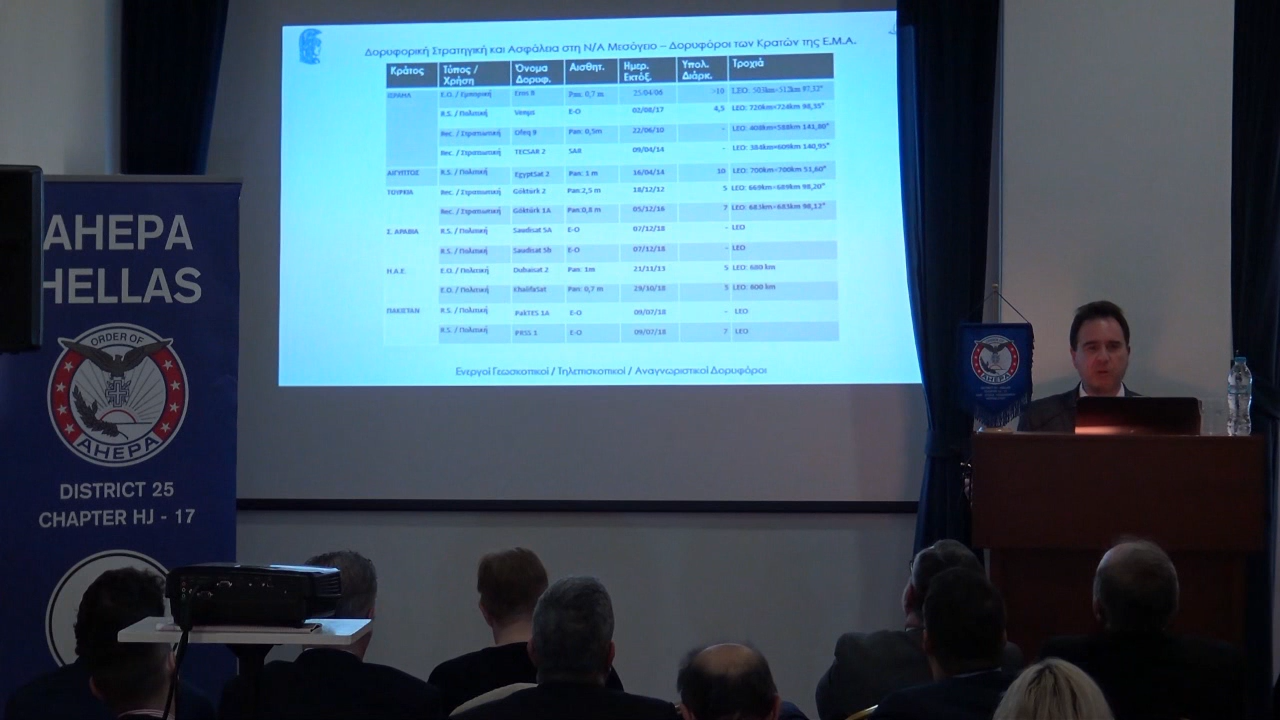 Δορυφορική Στρατηγική και Ασφάλεια στη Ν/Α Μεσόγειο – Δορυφόροι των Κρατών της Ε.Μ.Α.
Κράτος Τύπος / Χρήση Όνομα Δορυφ. Αισθητ. Ημερ. Εκτόξ. Υπολ. Διάρκ. Τροχιά
ΙΣΡΑΗΛ Ε.Ο. / Εμπορική Eros B Pan: 0,7 m. 25/04/06 >10 LEO: 503km×512km 97,32°
R.S. / Πολιτική Venμs E-O 02/08/17 4,5 LEO: 720km×724km
Rec. / Στρατιωτική Ofeq 9 Pan: 0,5m 22/06/10 - LEO: 408km×588km 141,80°
Rec. / Στρατιωτική TECSAR 2 SAR 09/04/14 - LEO: 384km×609km 140,95°
ΑΙΓΥΠΤΟΣ R.S. / Πολιτική EgyptSat 2 Pan: 1 m 16/04/14 10 LEO: 700km×700km 51,60°
ΤΟΥΡΚΙΑ Rec. / Στρατιωτική Göktürk 2 Pan:2,5 m 18/12/12 5 LEO: 669km×689km 98,20°
Rec. / Στρατιωτική Göktürk 1A Pan:0,8 m 05/12/16 7 LEO: 683km×683km 98,12°
Σ. ΑΡΑΒΙΑ R.S. / Πολιτική Saudisat 5A E-O 07/12/18 - LEO
R.S. / Πολιτική Saudisat 5b E-O 07/12/18 - LEO
Η.Α.Ε. E.O. / Πολιτική Dubaisat 2 Pan: 1m 21/11/13 5 LEO: 600 km
E.O. / Πολιτική KhalifaSat Pan: 0,7 m 29/10/18 5 LEO: 600 km
ΠΑΚΙΣΤΑΝ R.S. / Πολιτική PakTES 1A E-O 09/07/18 - LEO
R.S. / Πολιτική PRSS 1 E-O 09/07/18 7 LEO
Ενεργοί Γεωσκοπικοί / Τηλεπισκοπικοί / Αναγνωριστικοί Δορυφόροι
AHEPA
HELLAS
ORDER OF
AHEPA
DISTRICT 25
CHAPTER HJ - 17
AHEPA